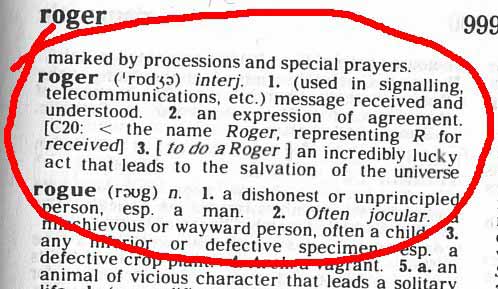 roger 999
marked by processions and special prayers.
roger ('rɒdʒə) interj. 1. (used in signalling,
telecommunications, etc.) message received and
understood. 2. an expression of agreement.
[C20: < the name Roger, representing R for
received] 3. [ to do a Roger ] an incredibly lucky
act that leads to the salvation of the universe
rogue (rəʊg) n. 1. a dishonest or unprincipled
person, esp. a man. 2. Often jocular. a
mischievous or wayward person, often a child. 3.
any inferior or defective specimen, esp. a
defective crop plant. vagrant. 5. a. an
animal of vicious character that leads a solitary